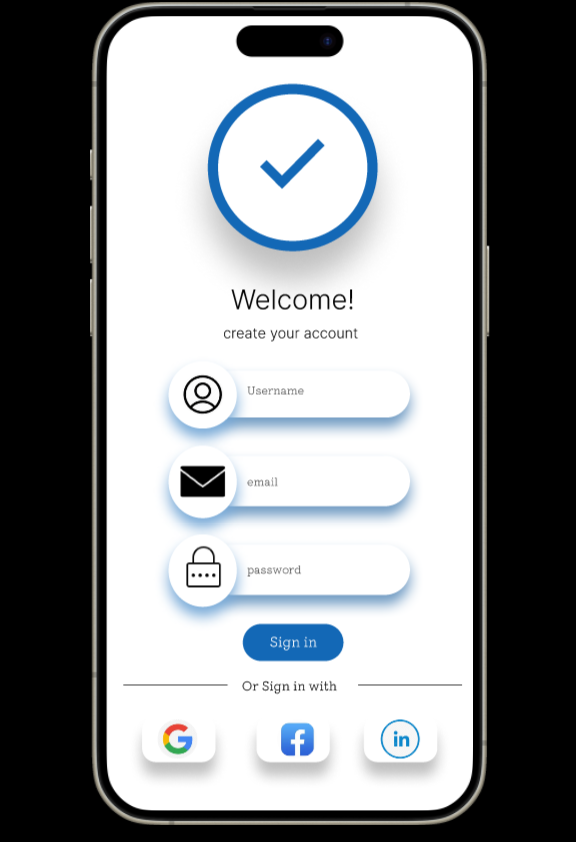 Welcome!
create your account
Username
email
password
Sign in
Or Sign in with
G
f
in